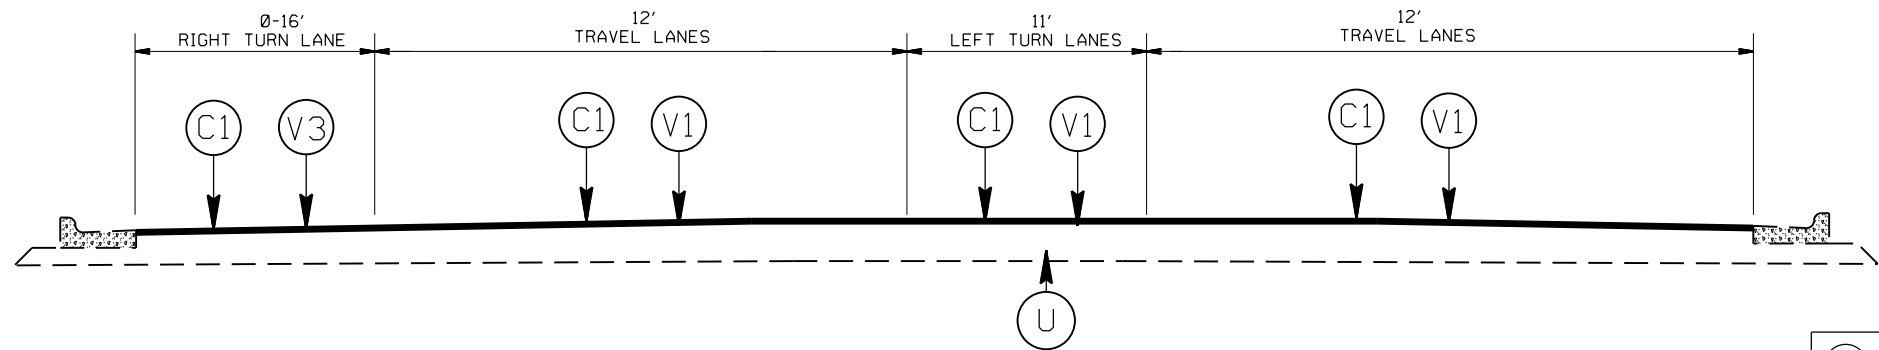 Ø-16'
RIGHT TURN LANE
12'
TRAVEL LANES
11'
LEFT TURN LANES
12'
TRAVEL LANES
C1
V3
C1
V1
C1
V1
C1
V1
U